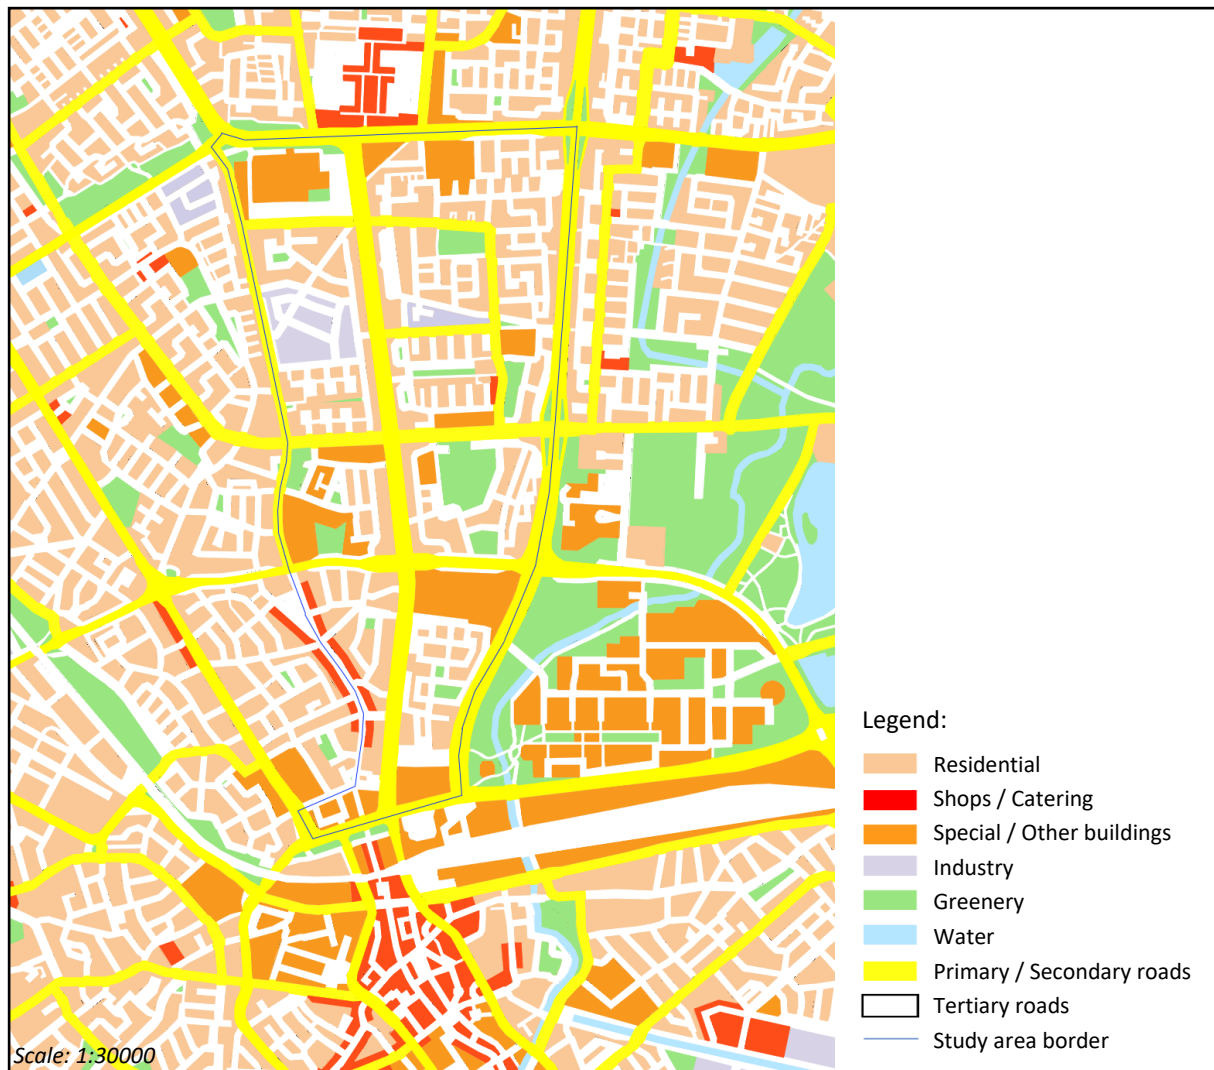 Legend:
Residential
Shops / Catering
Special / Other buildings
Industry
Greenery
Water
Primary / Secondary roads
Tertiary roads
Study area border
Scale: 1:30000